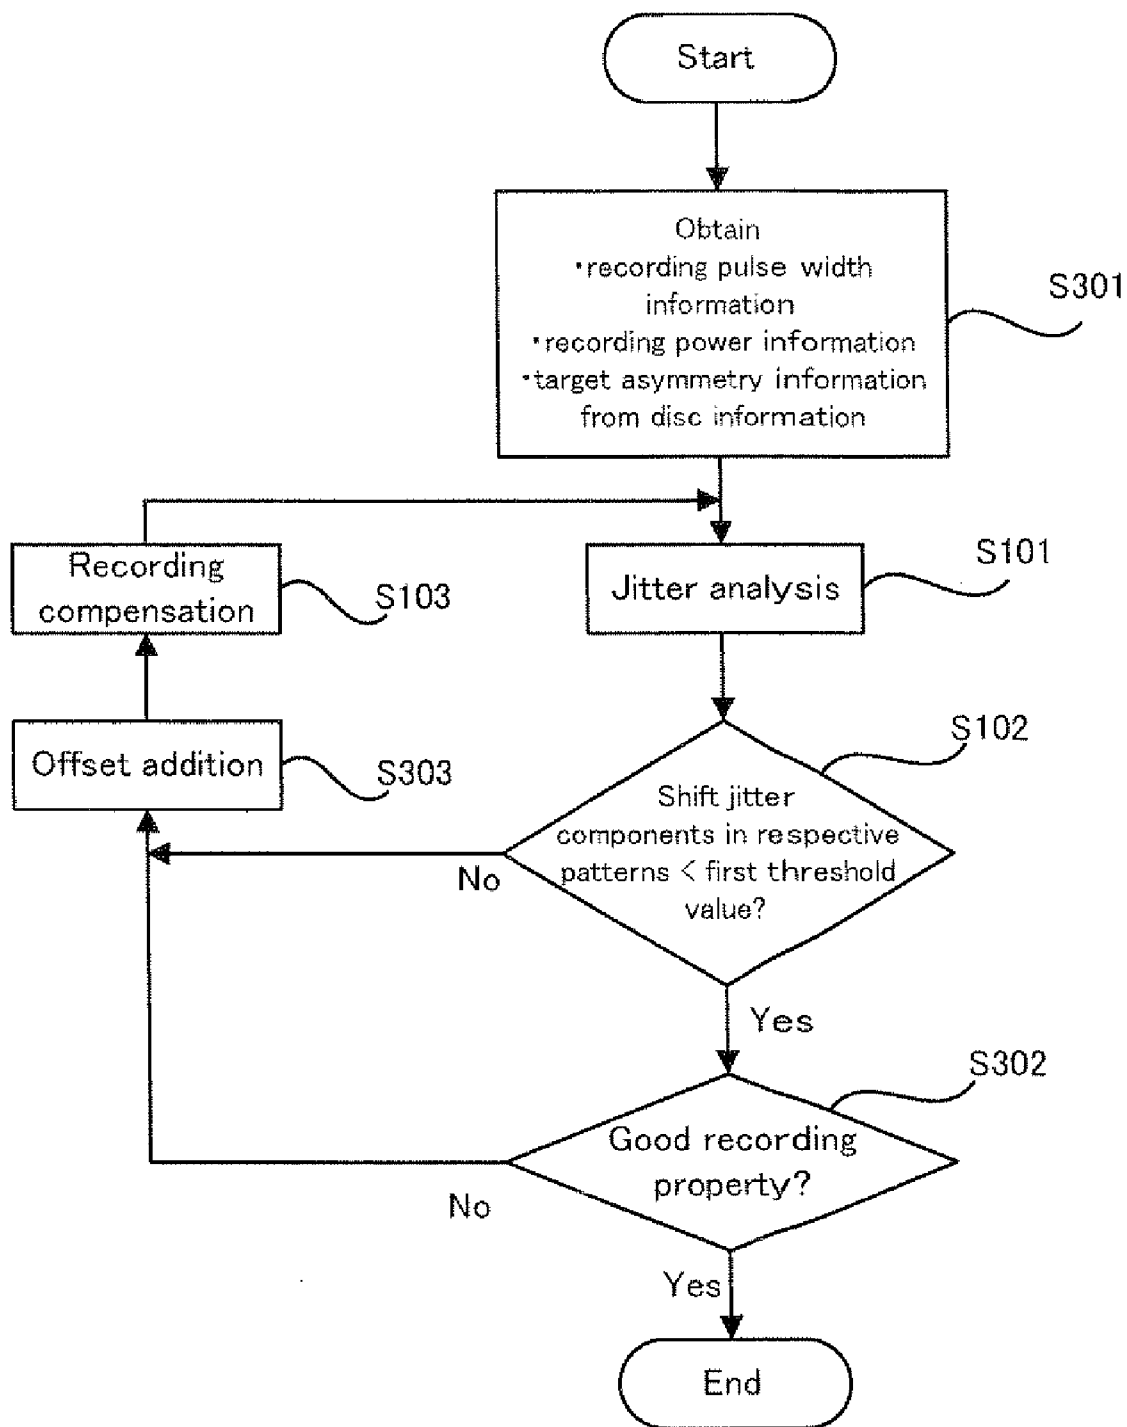 Start
Obtain
・recording pulse width
information
・recording power information
・target asymmetry information
from disc information
S301
Recording
compensation
S103
Jitter analysis
S101
Offset addition
S303
S102
Shift jitter
components in respective
patterns < first threshold
value?
No
Yes
S302
Good recording
property?
No
Yes
End